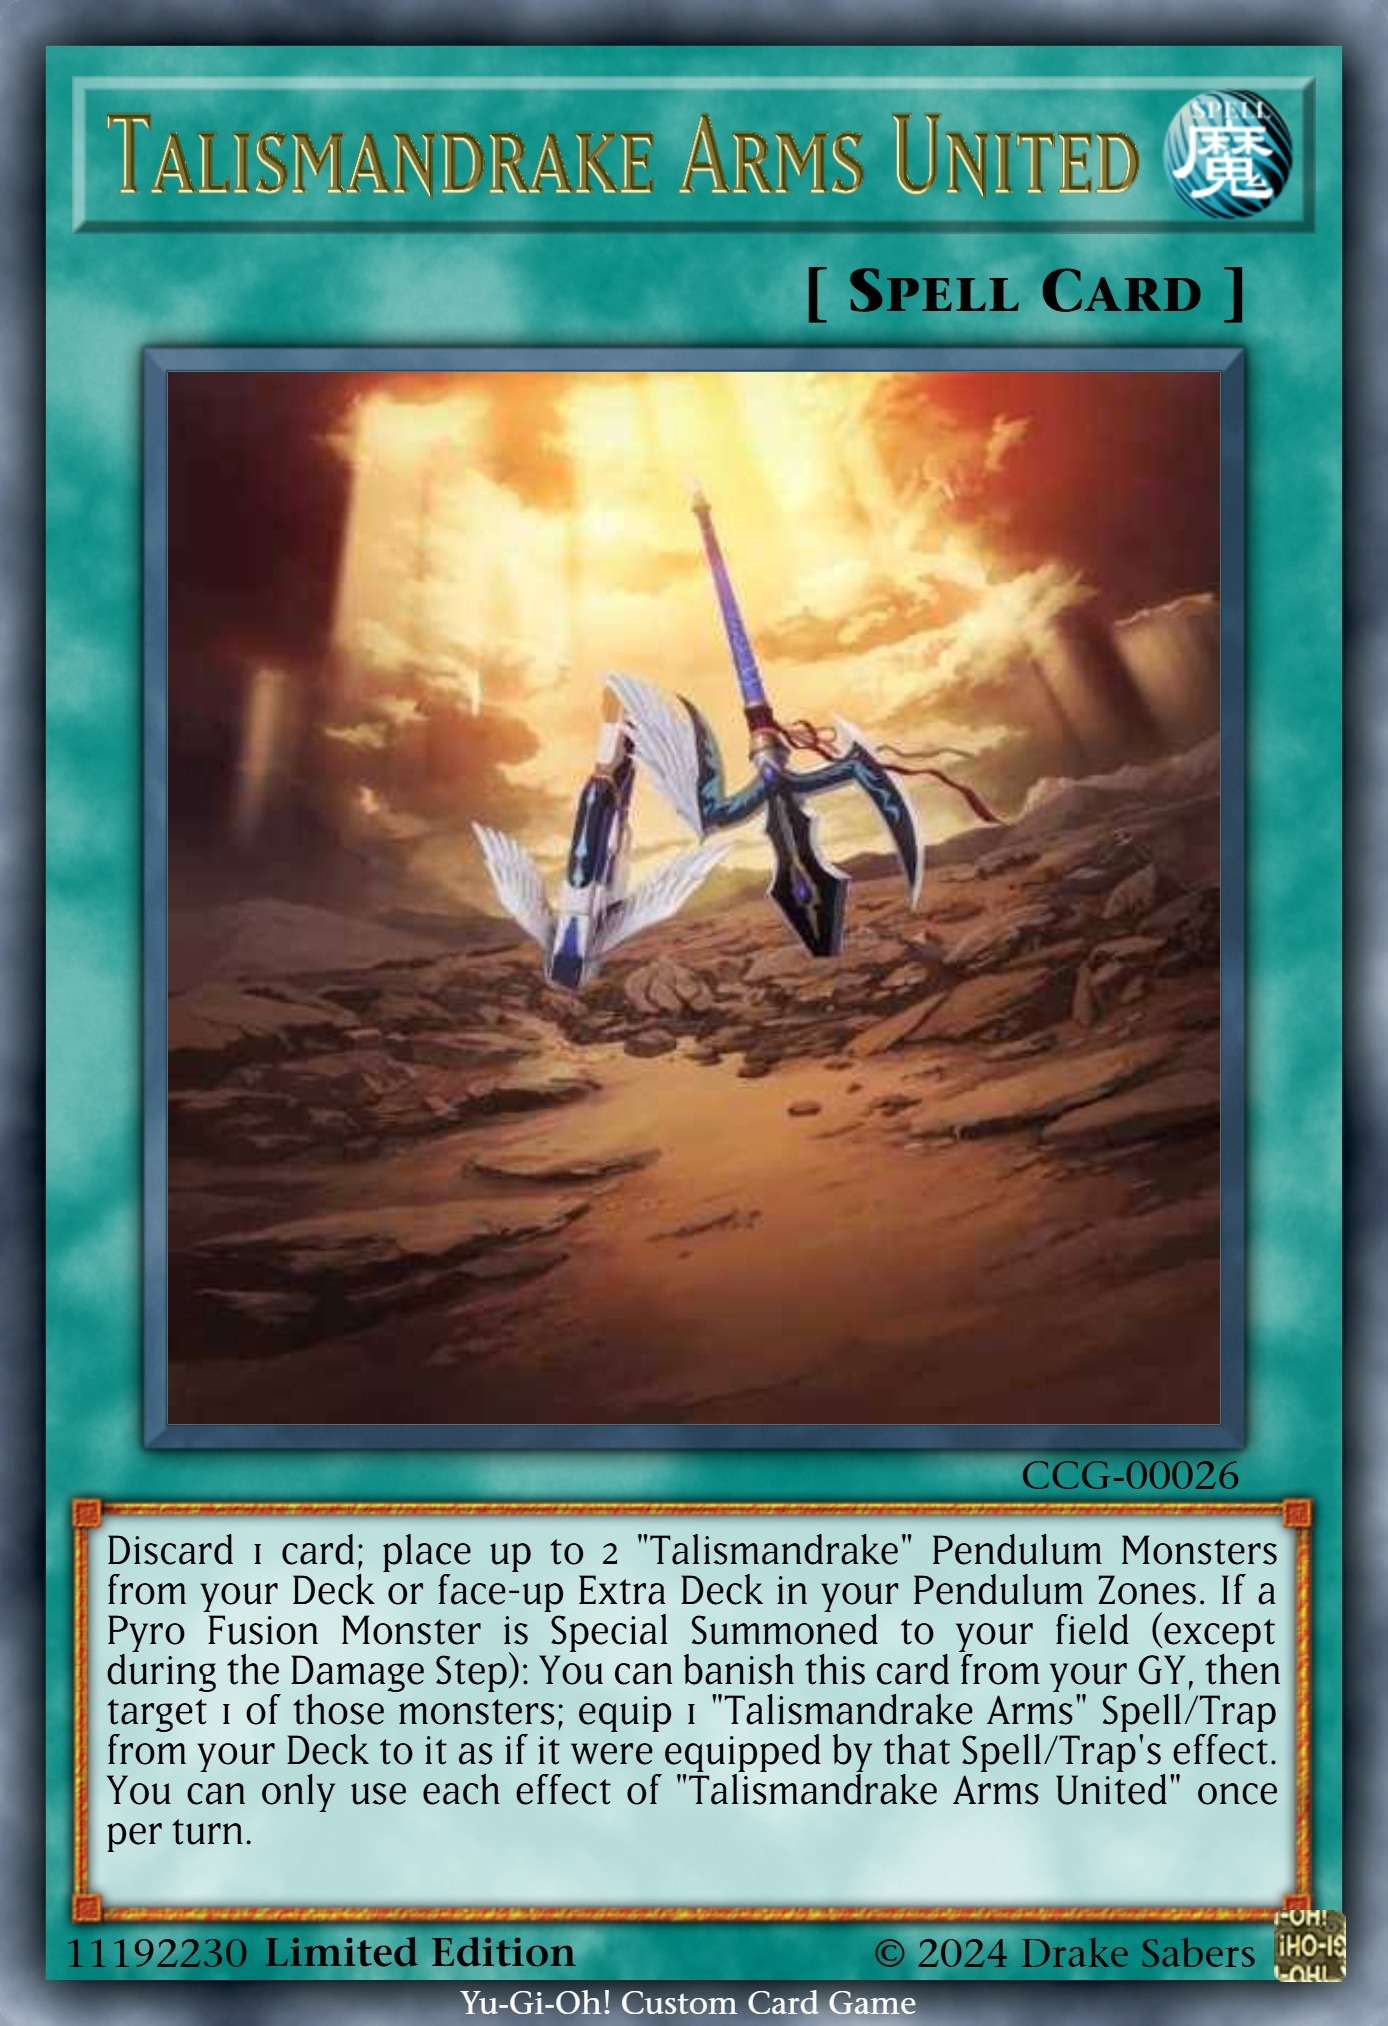 TALISMANDRAKE ARMS UNITED
SPELL
魔
[ SPELL CARD ]
CCG-00026
Discard 1 card; place up to 2 "Talismandrake" Pendulum Monsters
from your Deck or face-up Extra Deck in your Pendulum Zones. If a
Pyro Fusion Monster is Special Summoned to your field (except
during the Damage Step): You can banish this card from your GY, then
target 1 of those monsters; equip 1 "Talismandrake Arms" Spell/Trap
from your Deck to it as if it were equipped by that Spell/Trap's effect.
You can only use each effect of "Talismandrake Arms United" once
per turn.
11192230 Limited Edition
© 2024 Drake Sabers
Yu-Gi-Oh! Custom Card Game